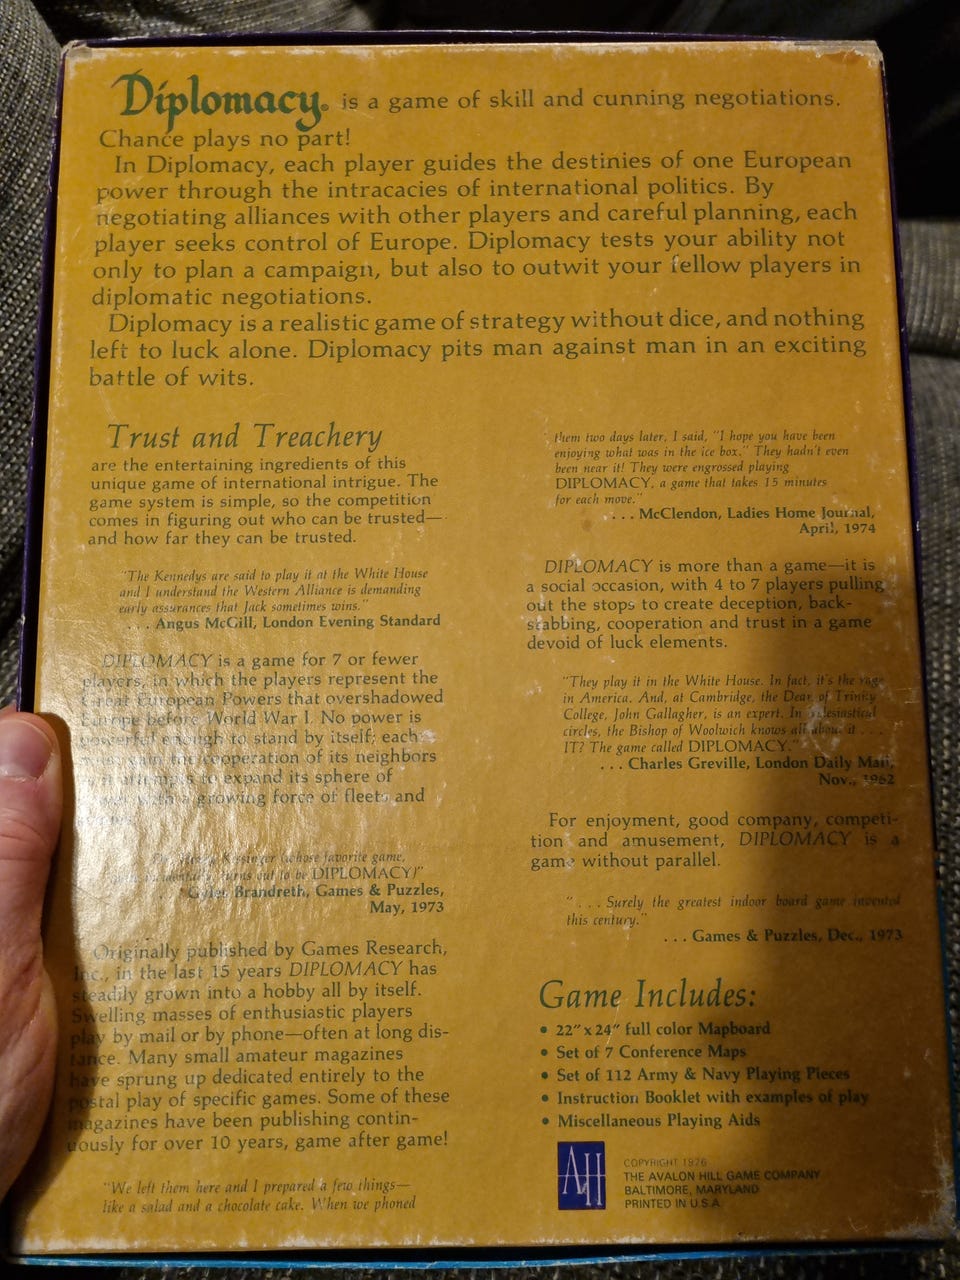 Diplomacy® is a game of skill and cunning negotiations.
Chance plays no part!
In Diplomacy, each player guides the destinies of one European
power through the intracacies of international politics. By
negotiating alliances with other players and careful planning, each
player seeks control of Europe. Diplomacy tests your ability not
only to plan a campaign, but also to outwit your fellow players in
diplomatic negotiations.
Diplomacy is a realistic game of strategy without dice, and nothing
left to luck alone. Diplomacy pits man against man in an exciting
battle of wits.
Trust and Treachery
are the entertaining ingredients of this
unique game of international intrigue. The
game system is simple, so the competition
comes in figuring out who can be trusted—
and how far they can be trusted.
"The Kennedys are said to play it at the White House
and I understand the Western Alliance is demanding
early assurances that Jack sometimes wins."
. . . Angus McGill, London Evening Standard
DIPLOMACY is a game for 7 or fewer
players, in which the players represent the
Great European Powers that overshadowed
Europe before World War I. No power is
powerful enough to stand by itself; each
the cooperation of its neighbors
to expand its sphere of
with a growing force of fleets and
Kissinger (whose favorite game,
turns out to be DIPLOMACY)"
. . . Gyles Brandreth, Games & Puzzles,
May, 1973
Originally published by Games Research,
Inc., in the last 15 years DIPLOMACY has
steadily grown into a hobby all by itself.
Swelling masses of enthusiastic players
play by mail or by phone—often at long dis-
tance. Many small amateur magazines
have sprung up dedicated entirely to the
postal play of specific games. Some of these
magazines have been publishing contin-
uously for over 10 years, game after game!
"We left them here and I prepared a few things—
like a salad and a chocolate cake. When we phoned
them two days later, I said, "I hope you have been
enjoying what was in the ice box." They hadn't even
been near it! They were engrossed playing
DIPLOMACY, a game that takes 15 minutes
for each move."
. . . McClendon, Ladies Home Journal,
April, 1974
DIPLOMACY is more than a game—it is
a social occasion, with 4 to 7 players pulling
out the stops to create deception, back-
stabbing, cooperation and trust in a game
devoid of luck elements.
"They play it in the White House. In fact, it's the rage
in America. And, at Cambridge, the Dean of Trinity
College, John Gallagher, is an expert. In eclesiastical
circles, the Bishop of Woolwich knows all about it . . .
IT? The game called DIPLOMACY."
. . . Charles Greville, London Daily Mail,
Nov., 1962
For enjoyment, good company, competi-
tion and amusement, DIPLOMACY is a
game without parallel.
" . . . Surely the greatest indoor board game invented
this century."
. . . Games & Puzzles, Dec., 1973
Game Includes:
• 22" x 24" full color Mapboard
• Set of 7 Conference Maps
• Set of 112 Army & Navy Playing Pieces
• Instruction Booklet with examples of play
• Miscellaneous Playing Aids
AH
COPYRIGHT 1976
THE AVALON HILL GAME COMPANY
BALTIMORE, MARYLAND
PRINTED IN U.S.A.